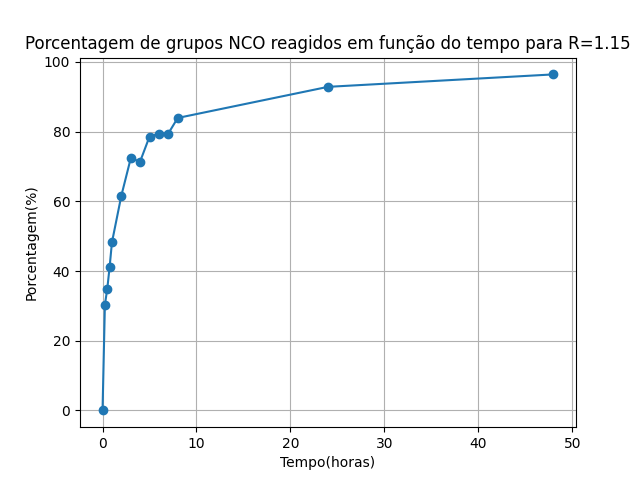 Porcentagem de grupos NCO reagidos em função do tempo para R=1.15
100
80
60
40
20
0
Porcentagem(%)
0 10 20 30 40 50
Tempo(horas)